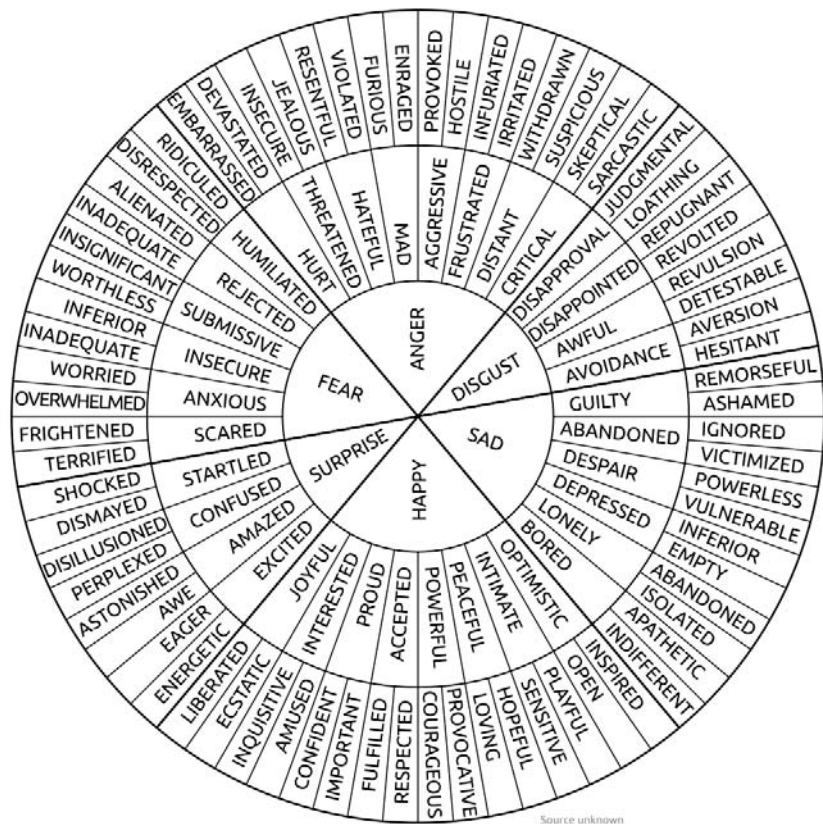 ANGER
DISGUST
SAD
HAPPY
SURPRISE
FEAR
HURT
THREATENED
HATEFUL
MAD
AGGRESSIVE
FRUSTRATED
DISTANT
CRITICAL
DISAPPROVAL
DISAPPOINTED
AWFUL
AVOIDANCE
GUILTY
ABANDONED
DESPAIR
DEPRESSED
LONELY
BORED
OPTIMISTIC
INTIMATE
PEACEFUL
POWERFUL
ACCEPTED
PROUD
INTERESTED
JOYFUL
EXCITED
AMAZED
CONFUSED
STARTLED
SCARED
ANXIOUS
INSECURE
SUBMISSIVE
REJECTED
HUMILIATED
EMBARRASSED
DEVASTATED
INSECURE
JEALOUS
RESENTFUL
VIOLATED
FURIOUS
ENRAGED
PROVOKED
HOSTILE
INFURIATED
IRRITATED
WITHDRAWN
SUSPICIOUS
SKEPTICAL
SARCASTIC
JUDGMENTAL
LOATHING
REPUGNANT
REVOLTED
REVULSION
DETESTABLE
AVERSION
HESITANT
REMORSEFUL
ASHAMED
IGNORED
VICTIMIZED
POWERLESS
VULNERABLE
INFERIOR
EMPTY
ABANDONED
ISOLATED
APATHETIC
INDIFFERENT
INSPIRED
OPEN
PLAYFUL
SENSITIVE
HOPEFUL
LOVING
PROVOCATIVE
COURAGEOUS
RESPECTED
FULFILLED
IMPORTANT
CONFIDENT
AMUSED
INQUISITIVE
ECSTATIC
LIBERATED
ENERGETIC
EAGER
AWE
ASTONISHED
PERPLEXED
DISILLUSIONED
DISMAYED
SHOCKED
TERRIFIED
FRIGHTENED
OVERWHELMED
WORRIED
INADEQUATE
INFERIOR
WORTHLESS
INSIGNIFICANT
INADEQUATE
ALIENATED
DISRESPECTED
RIDICULED
Source unknown